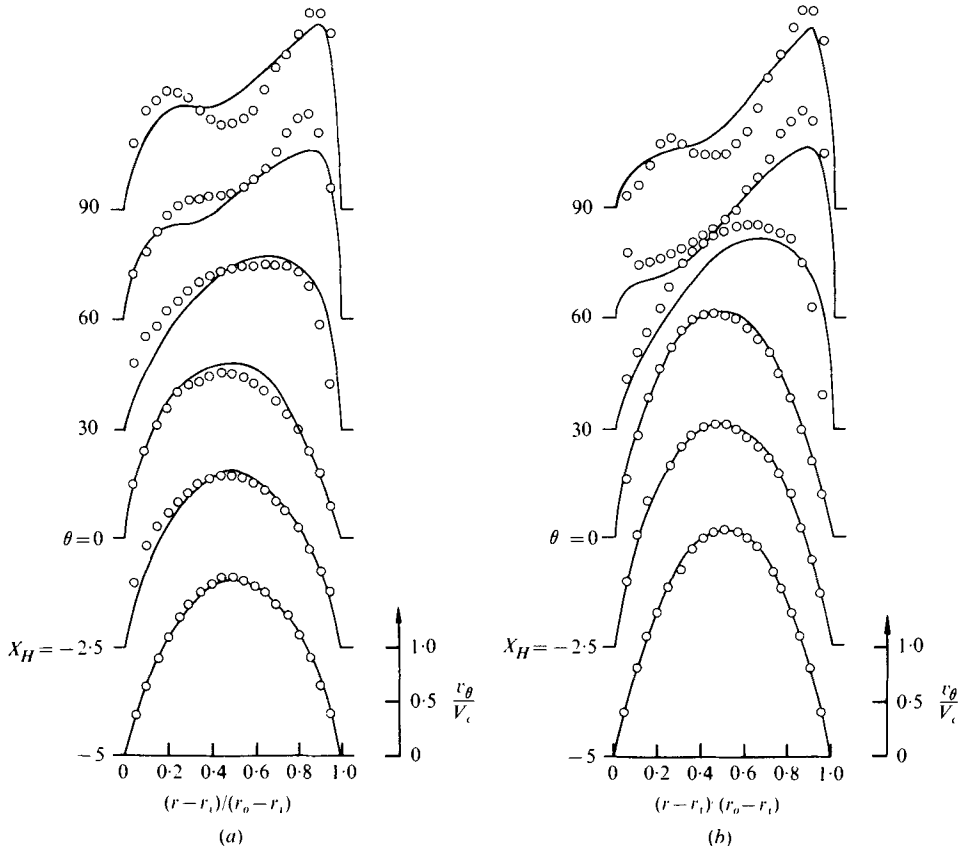 90
60
30
θ = 0
X_H = −2·5
−5
0 0·2 0·4 0·6 0·8 1·0
(r − r_i)/(r_o − r_i)
(a)
1·0
0·5
0
v_θ
V_c
90
60
30
θ = 0
X_H = −2·5
−5
0 0·2 0·4 0·6 0·8 1·0
(r − r_i) (r_o − r_i)
(b)
1·0
0·5
0
v_θ
V_c